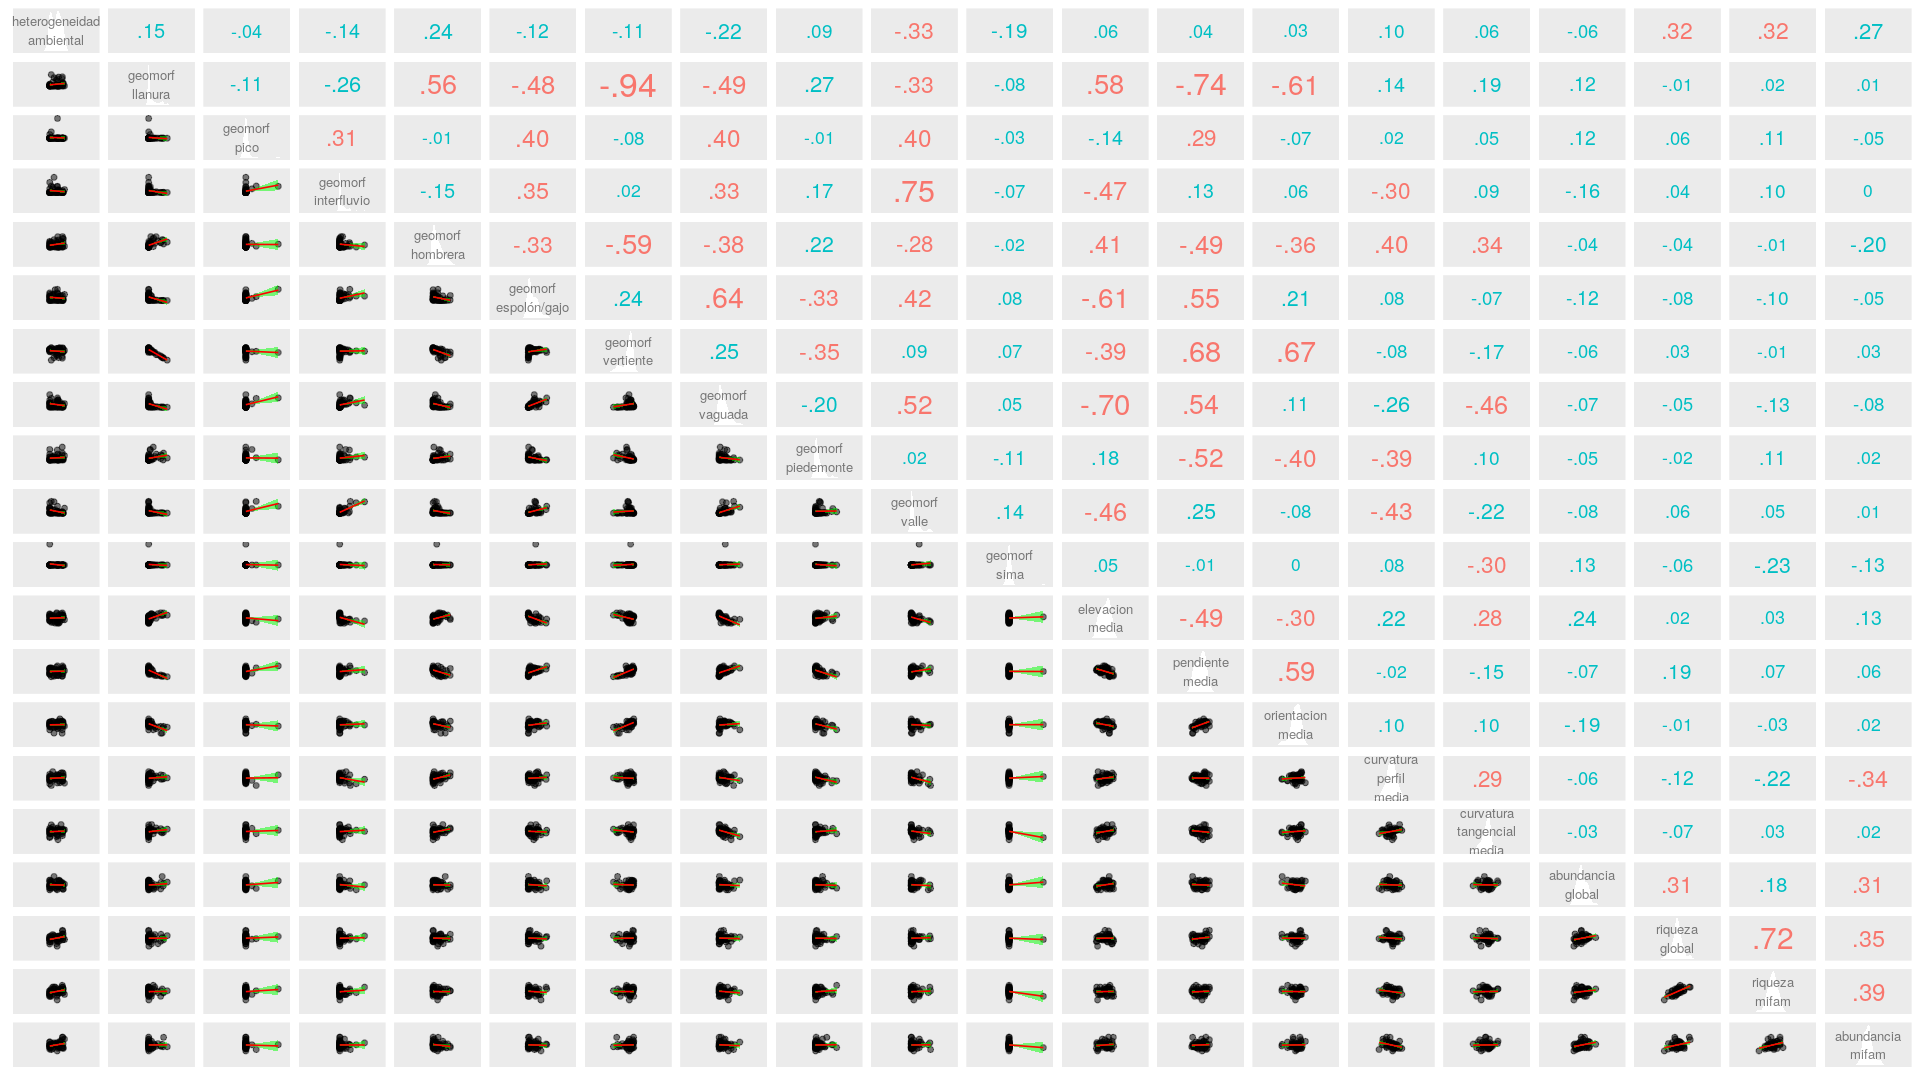 heterogeneidad
ambiental
.15 -.04 -.14 .24 -.12 -.11 -.22 .09 -.33 -.19 .06 .04 .03 .10 .06 -.06 .32 .32 .27
geomorf
llanura
-.11 -.26 .56 -.48 -.94 -.49 .27 -.33 -.08 .58 -.74 -.61 .14 .19 .12 -.01 .02 .01
geomorf
pico
.31 -.01 .40 -.08 .40 -.01 .40 -.03 -.14 .29 -.07 .02 .05 .12 .06 .11 -.05
geomorf
interfluvio
-.15 .35 .02 .33 .17 .75 -.07 -.47 .13 .06 -.30 .09 -.16 .04 .10 0
geomorf
hombrera
-.33 -.59 -.38 .22 -.28 -.02 .41 -.49 -.36 .40 .34 -.04 -.04 -.01 -.20
geomorf
espolón/gajo
.24 .64 -.33 .42 .08 -.61 .55 .21 .08 -.07 -.12 -.08 -.10 -.05
geomorf
vertiente
.25 -.35 .09 .07 -.39 .68 .67 -.08 -.17 -.06 .03 -.01 .03
geomorf
vaguada
-.20 .52 .05 -.70 .54 .11 -.26 -.46 -.07 -.05 -.13 -.08
geomorf
piedemonte
.02 -.11 .18 -.52 -.40 -.39 .10 -.05 -.02 .11 .02
geomorf
valle
.14 -.46 .25 -.08 -.43 -.22 -.08 .06 .05 .01
geomorf
sima
.05 -.01 0 .08 -.30 .13 -.06 -.23 -.13
elevacion
media
-.49 -.30 .22 .28 .24 .02 .03 .13
pendiente
media
.59 -.02 -.15 -.07 .19 .07 .06
orientacion
media
.10 .10 -.19 -.01 -.03 .02
curvatura
perfil
media
.29 -.06 -.12 -.22 -.34
curvatura
tangencial
media
-.03 -.07 .03 .02
abundancia
global
.31 .18 .31
riqueza
global
.72 .35
riqueza
mifam
.39
abundancia
mifam